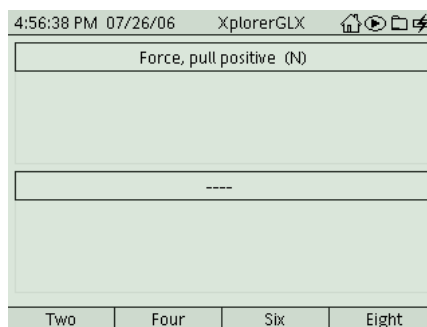 4:56:38 PM 07/26/06 XplorerGLX
Force, pull positive (N)
----
Two Four Six Eight